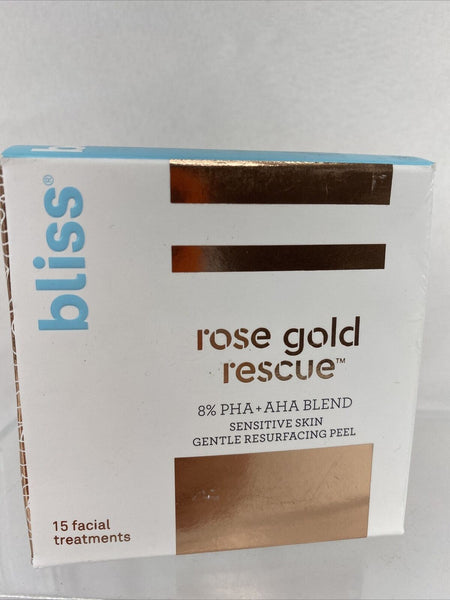 bliss®
rose gold
rescue™
8% PHA+AHA BLEND
SENSITIVE SKIN
GENTLE RESURFACING PEEL
15 facial
treatments